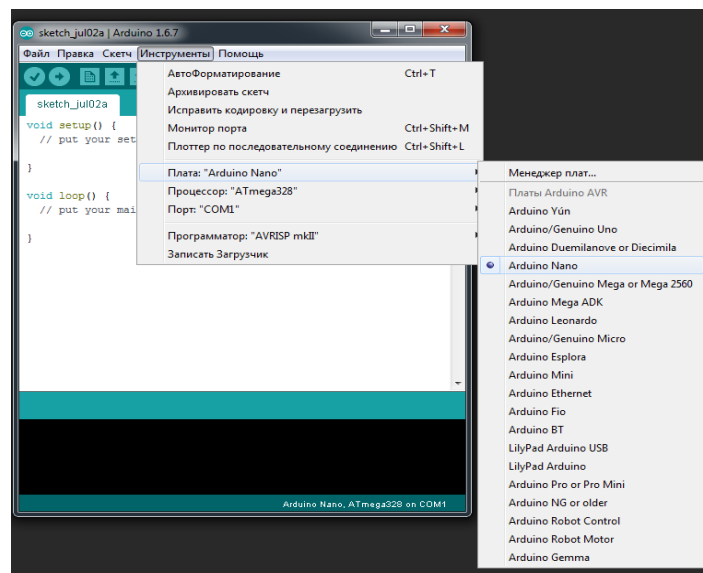 sketch_jul02a | Arduino 1.6.7
Файл Правка Скетч Инструменты Помощь
sketch_jul02a
void setup() {
// put your set
}
void loop() {
// put your mai
}
АвтоФорматирование Ctrl+T
Архивировать скетч
Исправить кодировку и перезагрузить
Монитор порта Ctrl+Shift+M
Плоттер по последовательному соединению Ctrl+Shift+L
Плата: "Arduino Nano"
Процессор: "ATmega328"
Порт: "COM1"
Программатор: "AVRISP mkII"
Записать Загрузчик
Менеджер плат...
Платы Arduino AVR
Arduino Yún
Arduino/Genuino Uno
Arduino Duemilanove or Diecimila
Arduino Nano
Arduino/Genuino Mega or Mega 2560
Arduino Mega ADK
Arduino Leonardo
Arduino/Genuino Micro
Arduino Esplora
Arduino Mini
Arduino Ethernet
Arduino Fio
Arduino BT
LilyPad Arduino USB
LilyPad Arduino
Arduino Pro or Pro Mini
Arduino NG or older
Arduino Robot Control
Arduino Robot Motor
Arduino Gemma
Arduino Nano, ATmega328 on COM1